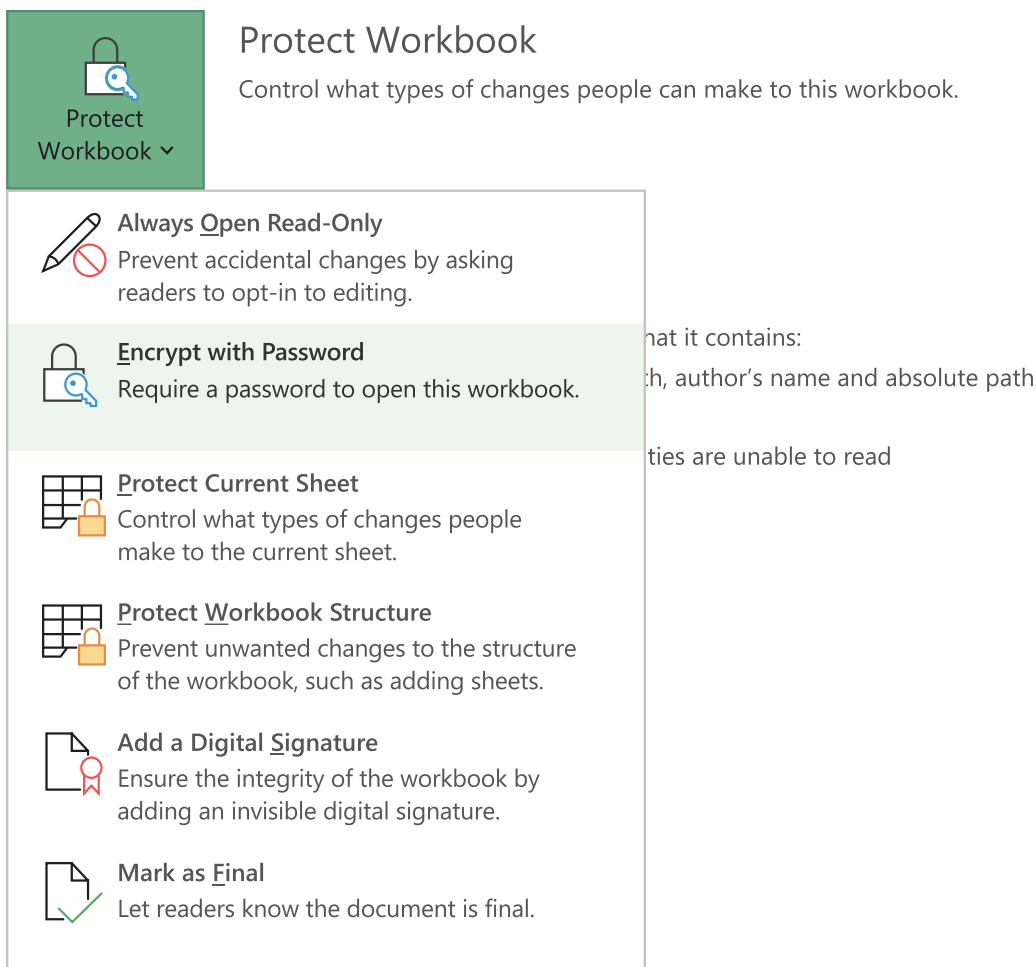 Protect Workbook
Control what types of changes people can make to this workbook.
Protect
Workbook
Always Open Read-Only
Prevent accidental changes by asking
readers to opt-in to editing.
Encrypt with Password
Require a password to open this workbook.
Protect Current Sheet
Control what types of changes people
make to the current sheet.
Protect Workbook Structure
Prevent unwanted changes to the structure
of the workbook, such as adding sheets.
Add a Digital Signature
Ensure the integrity of the workbook by
adding an invisible digital signature.
Mark as Final
Let readers know the document is final.
it contains:
author's name and absolute path
are unable to read